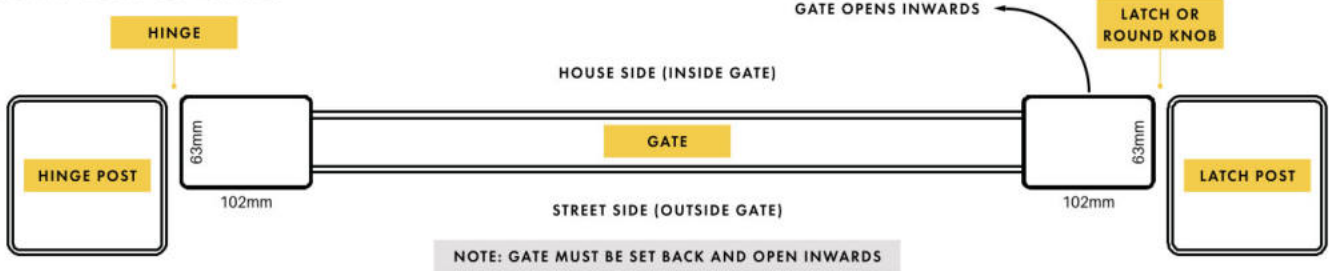 GATE OPENS INWARDS
LATCH OR
ROUND KNOB
HINGE
HOUSE SIDE (INSIDE GATE)
63mm
GATE
63mm
HINGE POST
LATCH POST
102mm
102mm
STREET SIDE (OUTSIDE GATE)
NOTE: GATE MUST BE SET BACK AND OPEN INWARDS